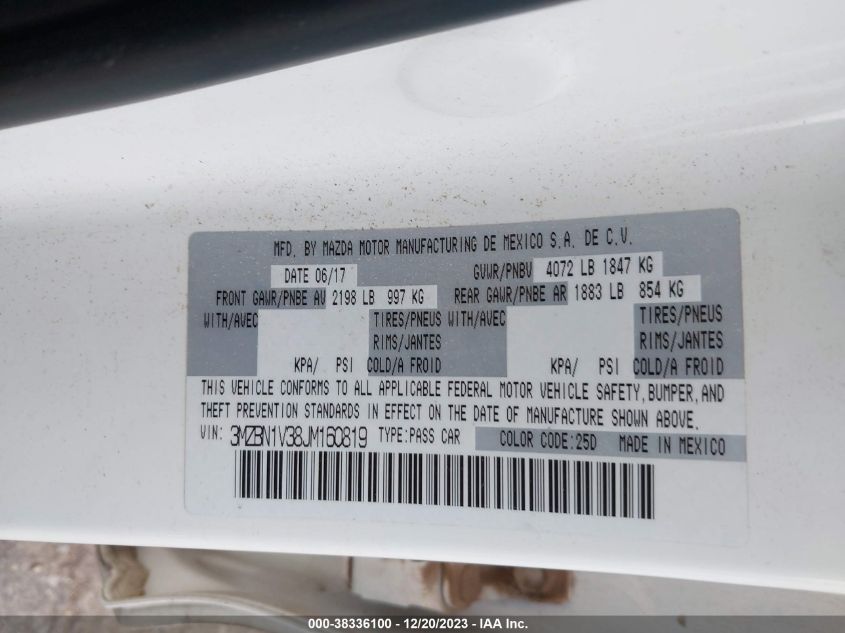 MFD. BY MAZDA MOTOR MANUFACTURING DE MEXICO S.A. DE C.V.
DATE 06/17 GVWR/PNBV 4072 LB 1847 KG
FRONT GAWR/PNBE AV 2198 LB 997 KG REAR GAWR/PNBE AR 1883 LB 854 KG
WITH/AVEC TIRES/PNEUS WITH/AVEC TIRES/PNEUS
RIMS/JANTES RIMS/JANTES
KPA/ PSI COLD/A FROID KPA/ PSI COLD/A FROID
THIS VEHICLE CONFORMS TO ALL APPLICABLE FEDERAL MOTOR VEHICLE SAFETY, BUMPER, AND
THEFT PREVENTION STANDARDS IN EFFECT ON THE DATE OF MANUFACTURE SHOWN ABOVE.
VIN: 3MZBN1V38JM160819 TYPE:PASS CAR COLOR CODE:25D MADE IN MEXICO
000-38336100 - 12/20/2023 - IAA Inc.